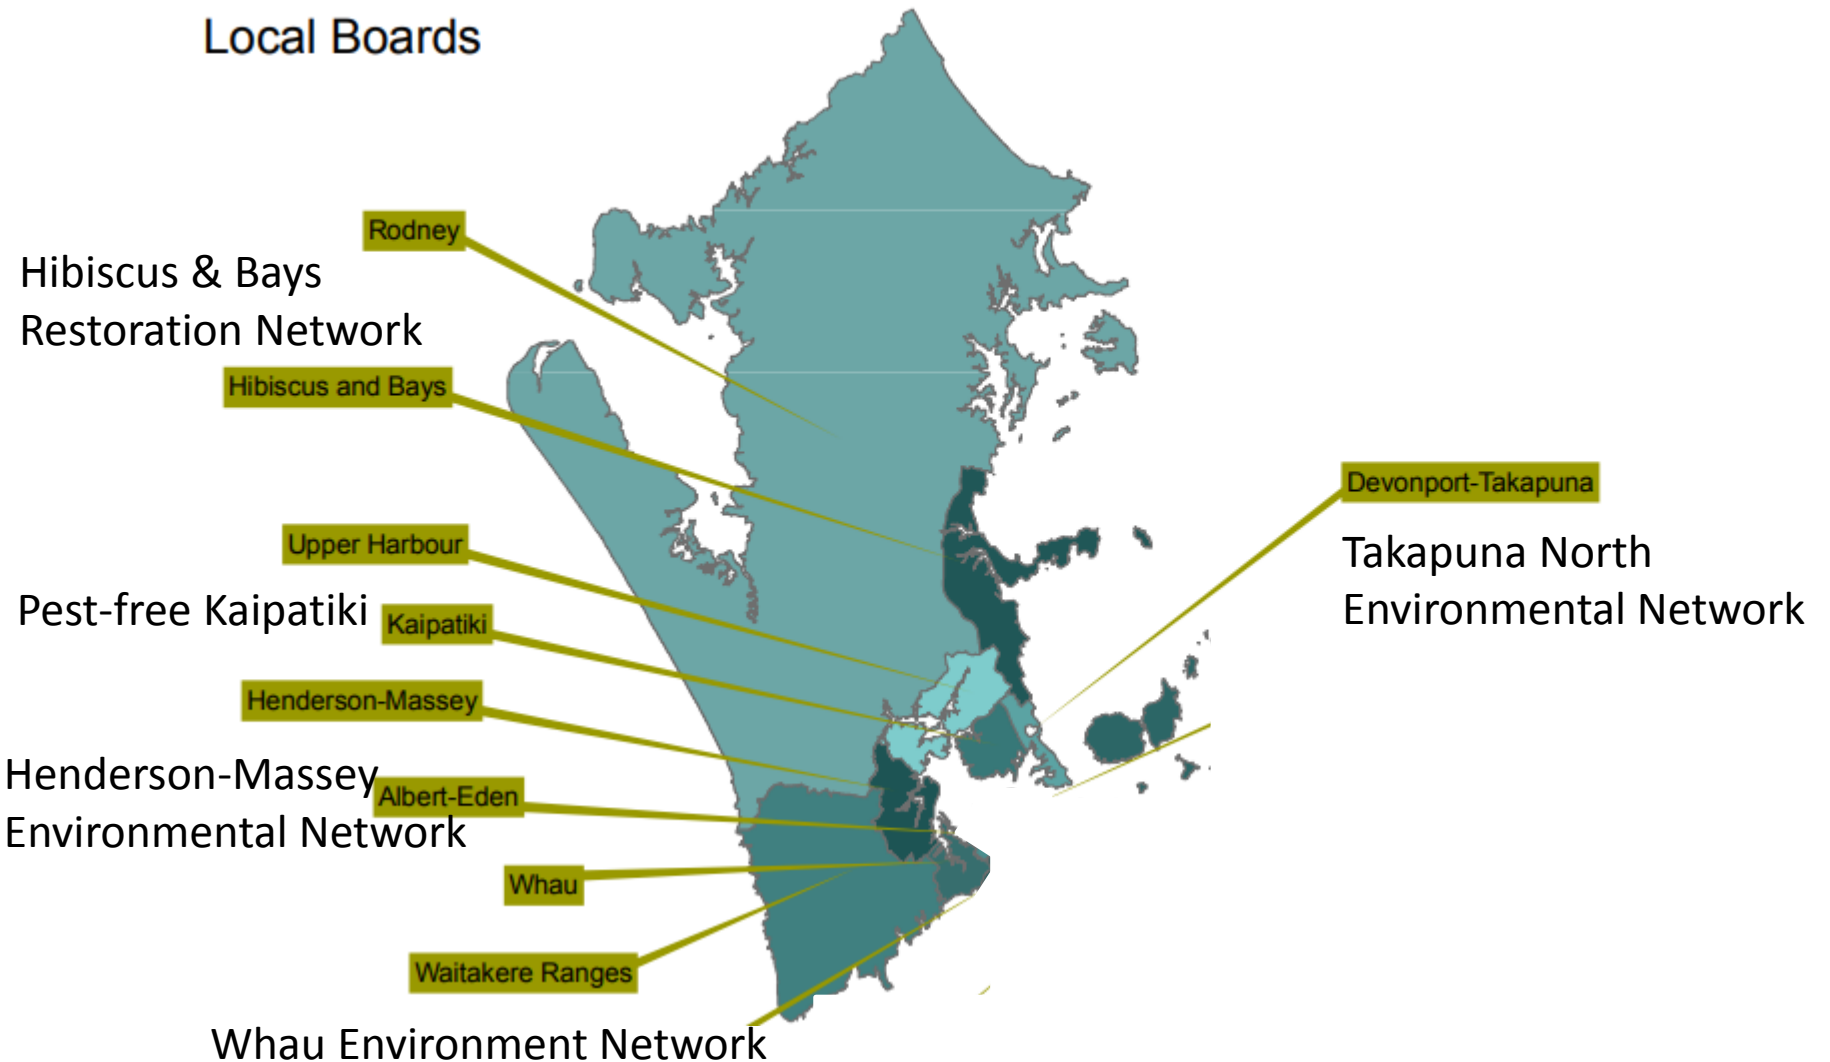 Local Boards
Rodney
Hibiscus & Bays
Restoration Network
Hibiscus and Bays
Devonport-Takapuna
Upper Harbour
Takapuna North
Environmental Network
Pest-free Kaipatiki
Kaipatiki
Henderson-Massey
Henderson-Massey
Environmental Network
Albert-Eden
Whau
Waitakere Ranges
Whau Environment Network